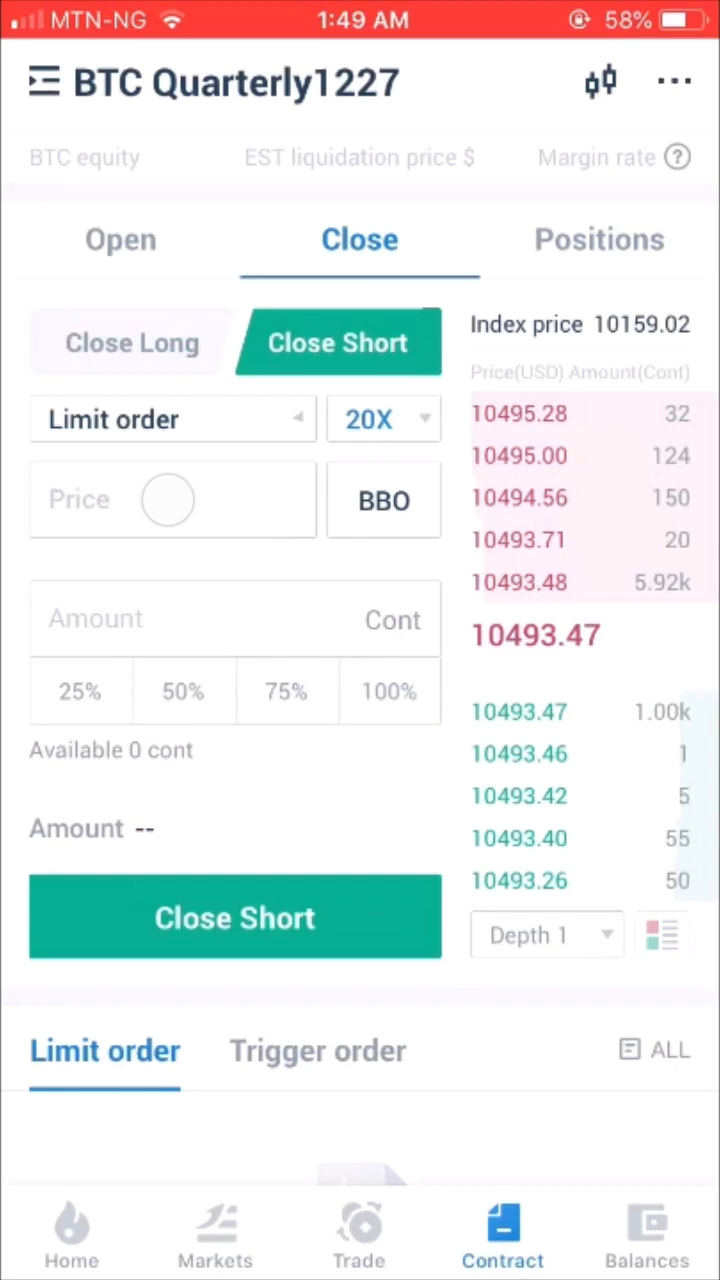 MTN-NG 1:49 AM 58%
BTC Quarterly1227
BTC equity EST liquidation price $ Margin rate ?
Open Close Positions
Close Long Close Short
Limit order 20X
Price BBO
Amount Cont
25% 50% 75% 100%
Available 0 cont
Amount --
Close Short
Index price 10159.02
Price(USD) Amount(Cont)
10495.28 32
10495.00 124
10494.56 150
10493.71 20
10493.48 5.92k
10493.47
10493.47 1.00k
10493.46 1
10493.42 5
10493.40 55
10493.26 50
Depth 1
Limit order Trigger order ALL
Home Markets Trade Contract Balances